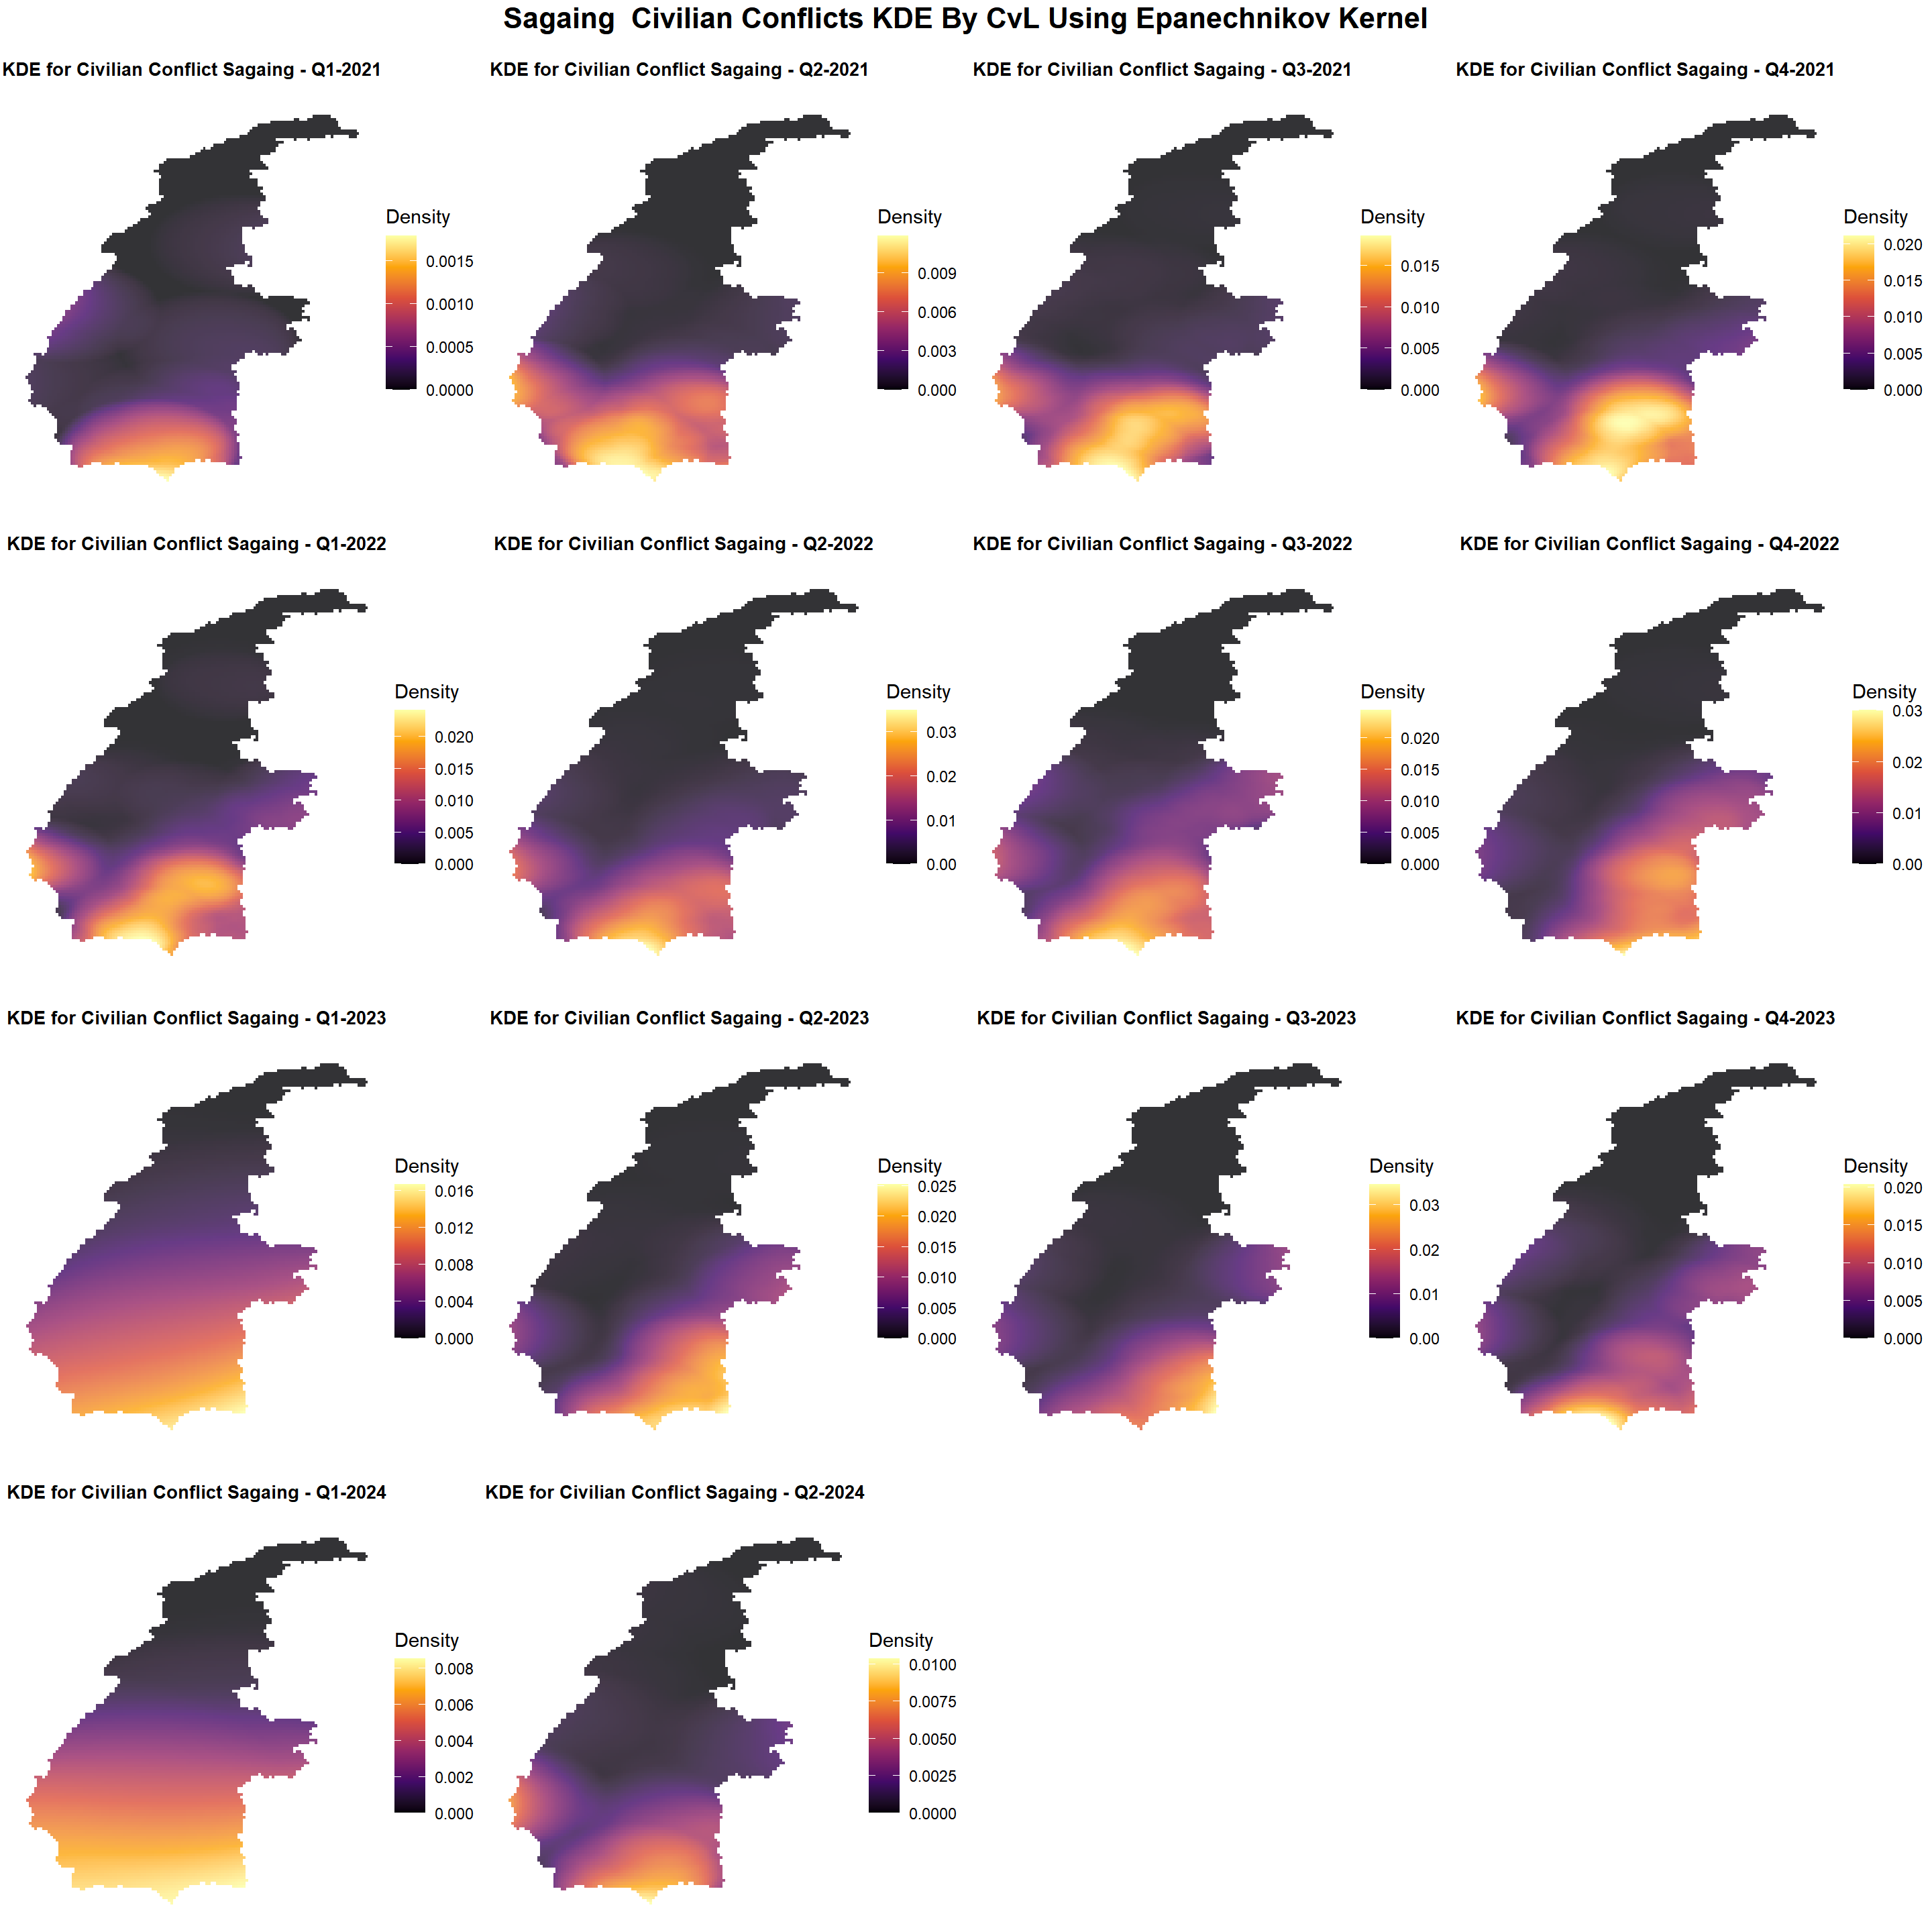 Sagaing  Civilian Conflicts KDE By CvL Using Epanechnikov Kernel
KDE for Civilian Conflict Sagaing - Q1-2021
Density
0.0015
0.0010
0.0005
0.0000
KDE for Civilian Conflict Sagaing - Q2-2021
Density
0.009
0.006
0.003
0.000
KDE for Civilian Conflict Sagaing - Q3-2021
Density
0.015
0.010
0.005
0.000
KDE for Civilian Conflict Sagaing - Q4-2021
Density
0.020
0.015
0.010
0.005
0.000
KDE for Civilian Conflict Sagaing - Q1-2022
Density
0.020
0.015
0.010
0.005
0.000
KDE for Civilian Conflict Sagaing - Q2-2022
Density
0.03
0.02
0.01
0.00
KDE for Civilian Conflict Sagaing - Q3-2022
Density
0.020
0.015
0.010
0.005
0.000
KDE for Civilian Conflict Sagaing - Q4-2022
Density
0.03
0.02
0.01
0.00
KDE for Civilian Conflict Sagaing - Q1-2023
Density
0.016
0.012
0.008
0.004
0.000
KDE for Civilian Conflict Sagaing - Q2-2023
Density
0.025
0.020
0.015
0.010
0.005
0.000
KDE for Civilian Conflict Sagaing - Q3-2023
Density
0.03
0.02
0.01
0.00
KDE for Civilian Conflict Sagaing - Q4-2023
Density
0.020
0.015
0.010
0.005
0.000
KDE for Civilian Conflict Sagaing - Q1-2024
Density
0.008
0.006
0.004
0.002
0.000
KDE for Civilian Conflict Sagaing - Q2-2024
Density
0.0100
0.0075
0.0050
0.0025
0.0000